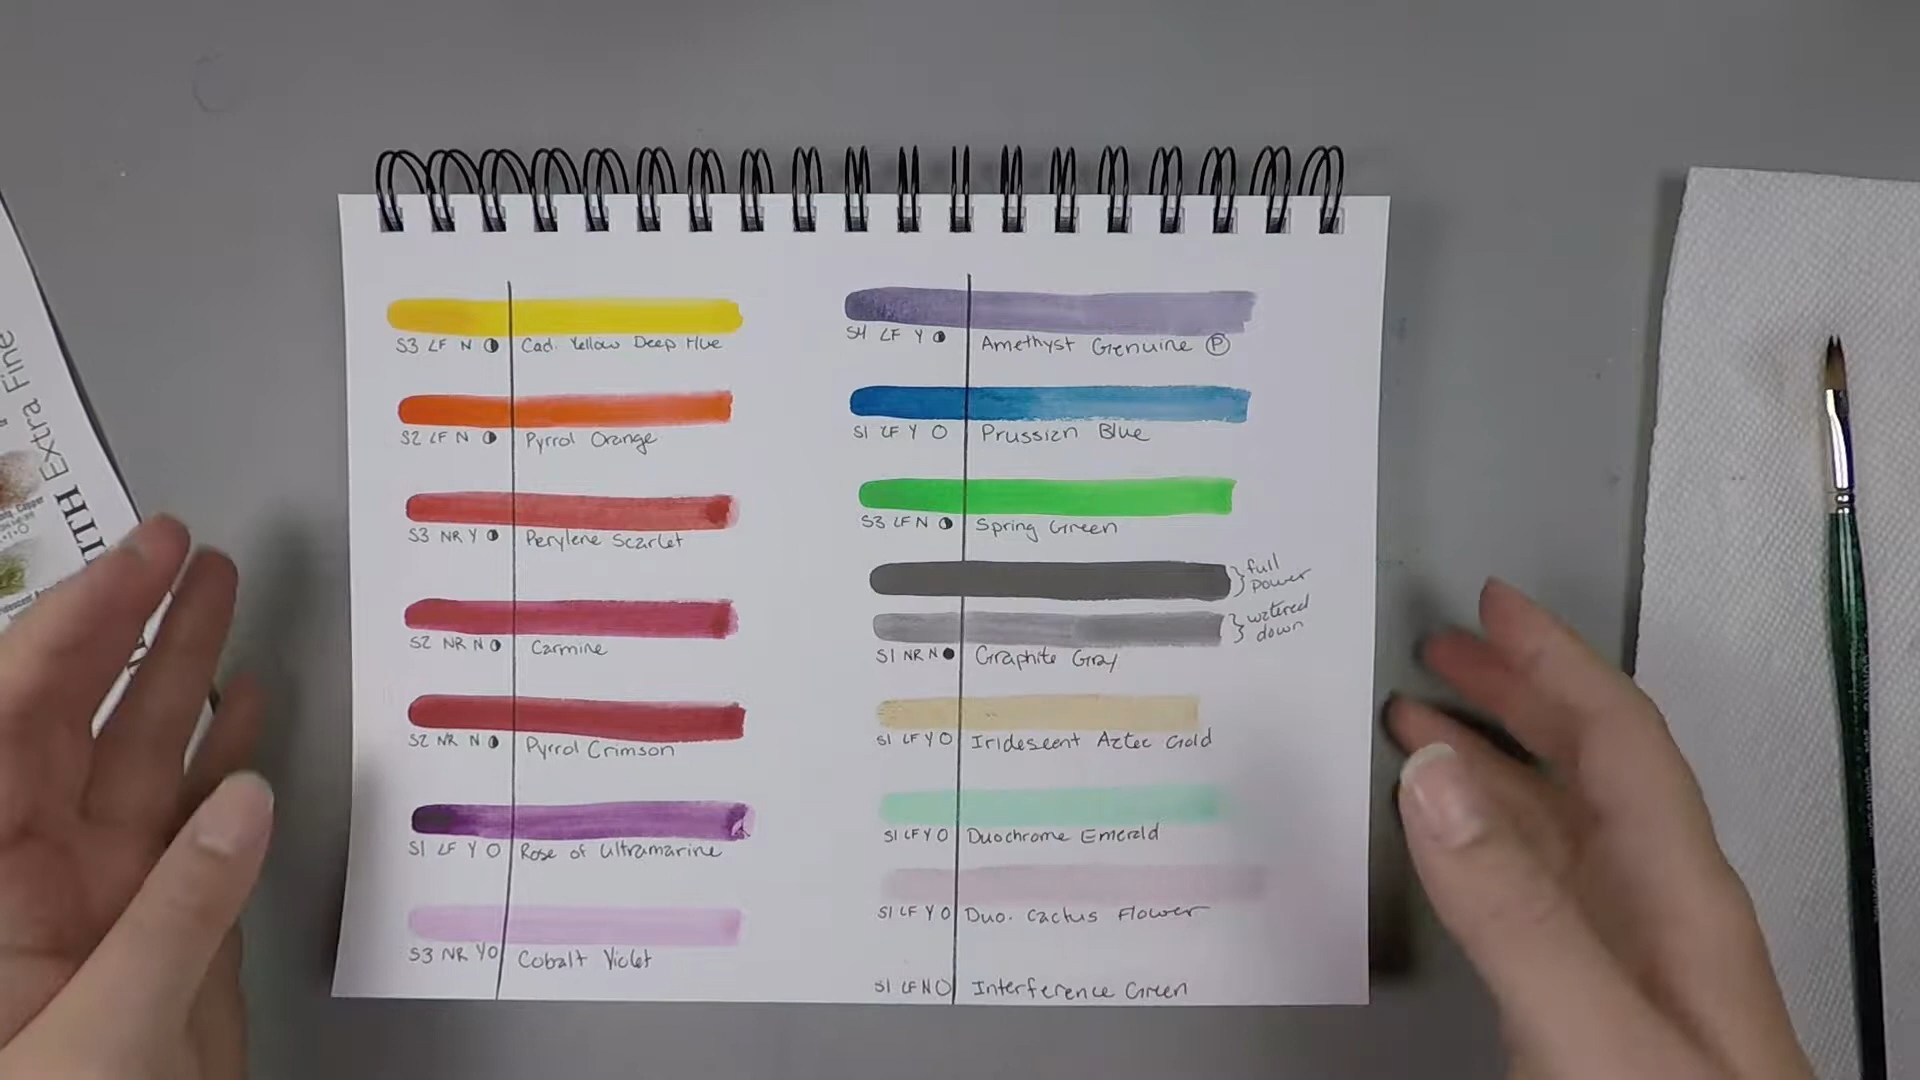 S3 LF N ◑ Cad. Yellow Deep Hue
S2 LF N ◑ Pyrrol Orange
S3 NR Y ◑ Perylene Scarlet
S2 NR N ◑ Carmine
S2 NR N ◑ Pyrrol Crimson
S1 LF Y O Rose of Ultramarine
S3 NR Y O Cobalt Violet
S4 LF Y ◑ Amethyst Genuine Ⓟ
S1 LF Y O Prussian Blue
S3 LF N ◑ Spring Green
} full
power
} watered
down
S1 NR N ● Graphite Gray
S1 LF Y O Iridescent Aztec Gold
S1 LF Y O Duochrome Emerald
S1 LF Y O Duo. Cactus Flower
S1 LF N O Interference Green
ITH Extra Fine